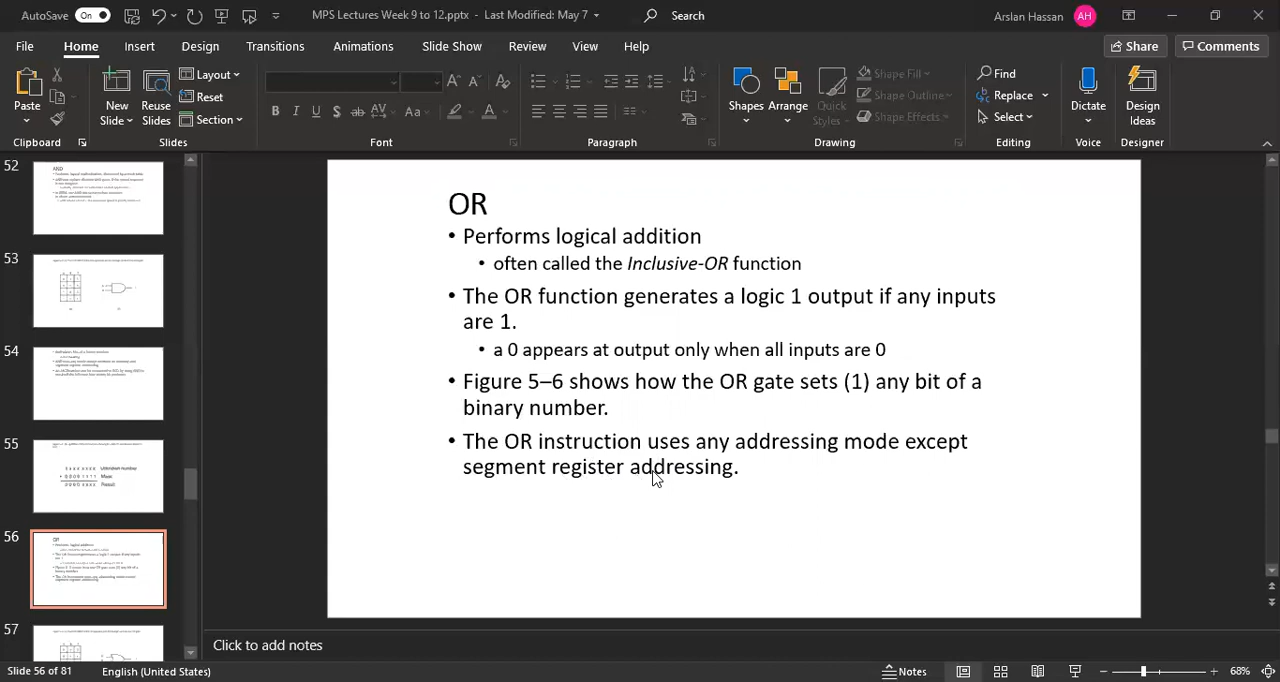 AutoSave On MPS Lectures Week 9 to 12.pptx - Last Modified: May 7 Search Arslan Hassan AH
File Home Insert Design Transitions Animations Slide Show Review View Help Share Comments
Paste New Slide Reuse Slides Layout Reset Section
B I U S ab AV Aa A
Shapes Arrange Quick Styles Shape Fill Shape Outline Shape Effects
Find Replace Select Dictate Design Ideas
Clipboard Slides Font Paragraph Drawing Editing Voice Designer
52
53
54
55
56
57
OR
• Performs logical addition
• often called the Inclusive-OR function
• The OR function generates a logic 1 output if any inputs
are 1.
• a 0 appears at output only when all inputs are 0
• Figure 5–6 shows how the OR gate sets (1) any bit of a
binary number.
• The OR instruction uses any addressing mode except
segment register addressing.
Click to add notes
Slide 56 of 81 English (United States) Notes 68%